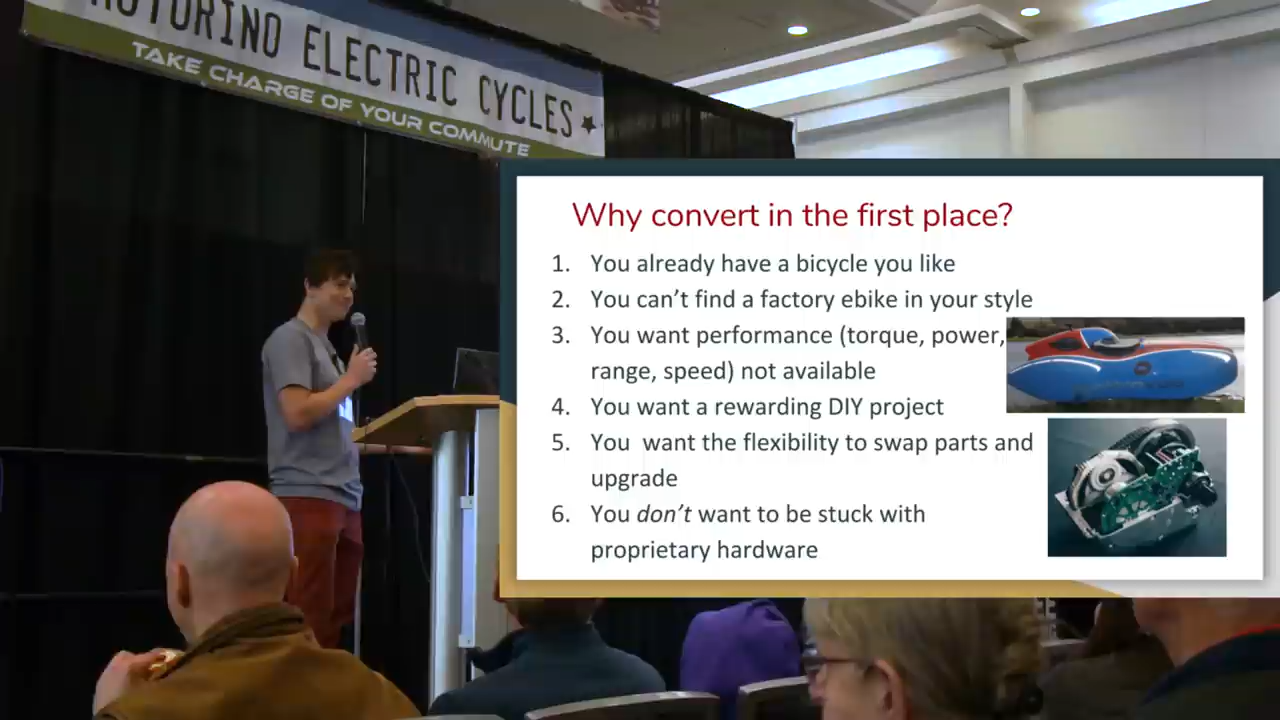 MOTORINO ELECTRIC CYCLES
TAKE CHARGE OF YOUR COMMUTE
Why convert in the first place?
1. You already have a bicycle you like
2. You can't find a factory ebike in your style
3. You want performance (torque, power,
range, speed) not available
4. You want a rewarding DIY project
5. You  want the flexibility to swap parts and
upgrade
6. You don't want to be stuck with
proprietary hardware